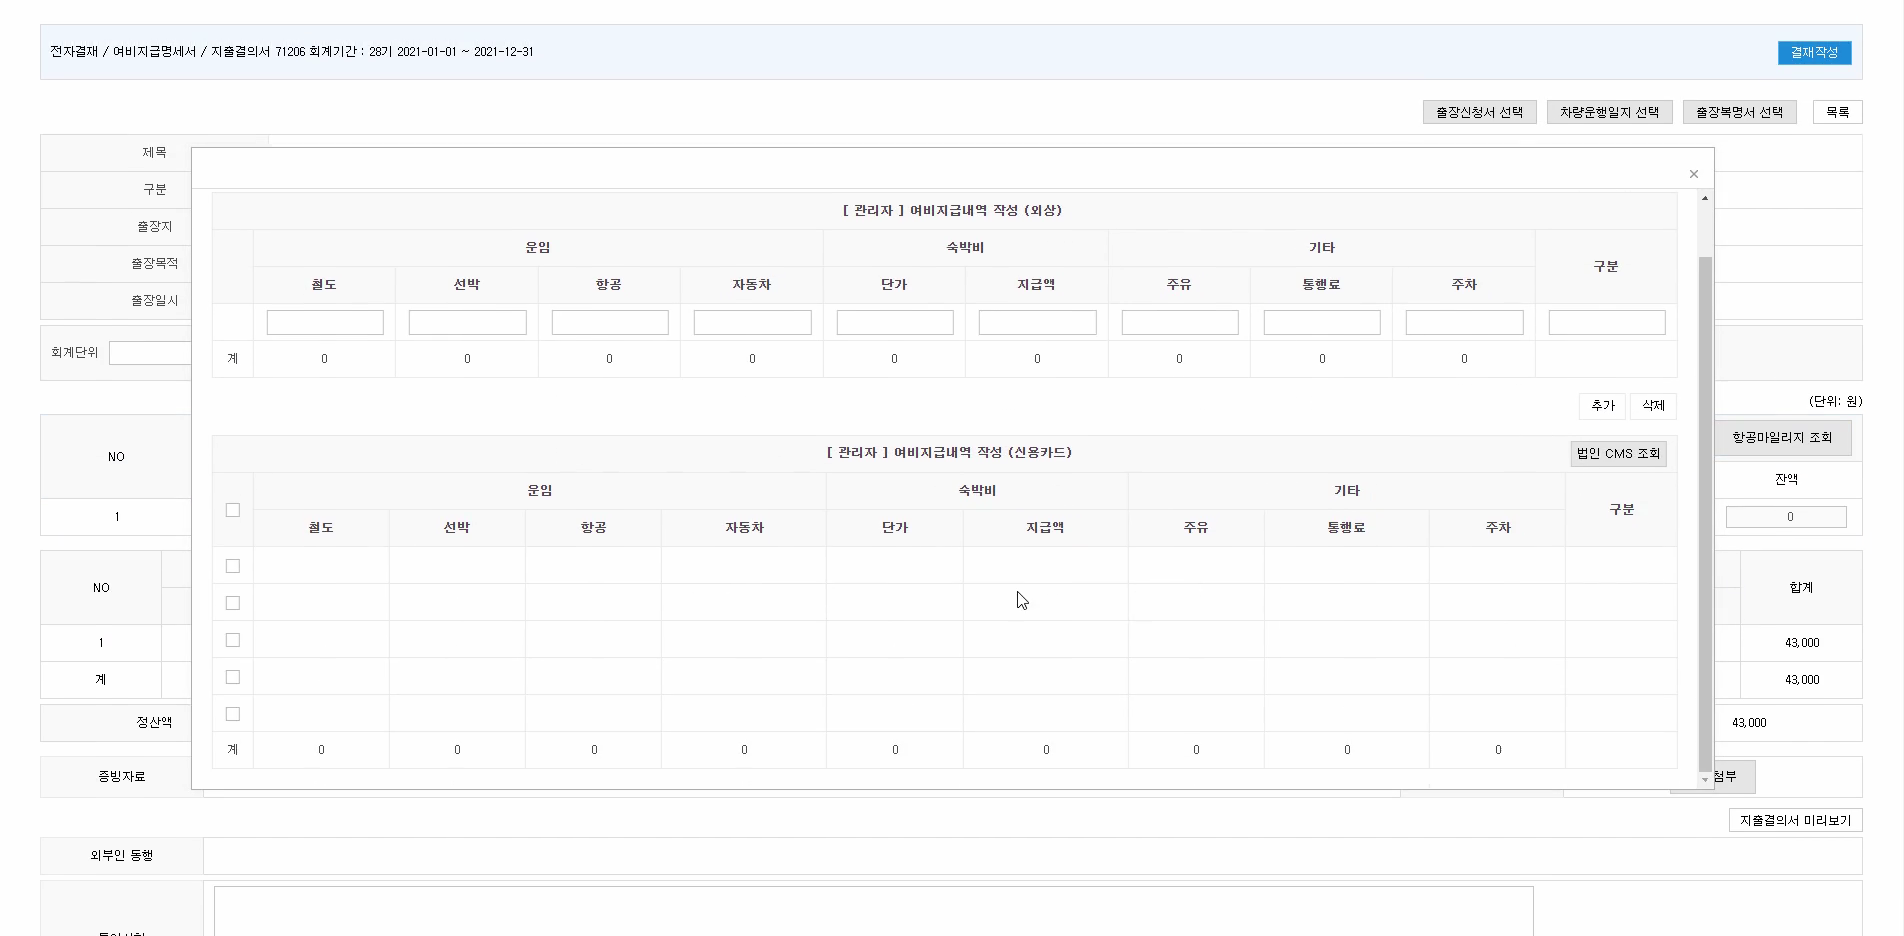 전자결재 / 여비지급명세서 / 지출결의서 71206 회계기간 : 28기 2021-01-01 ~ 2021-12-31
결재작성
출장신청서 선택 차량운행일지 선택 출장복명서 선택 목록
제목
구분
출장지
출장목적
출장일시
회계단위
×
[ 관리자 ] 여비지급내역 작성 (외상)
운임 숙박비 기타 구분
철도 선박 항공 자동차 단가 지급액 주유 통행료 주차
계 0 0 0 0 0 0 0 0 0
추가 삭제
(단위: 원)
[ 관리자 ] 여비지급내역 작성 (신용카드) 법인 CMS 조회
운임 숙박비 기타 구분
철도 선박 항공 자동차 단가 지급액 주유 통행료 주차
계 0 0 0 0 0 0 0 0 0
NO 항공마일리지 조회
잔액
1 0
NO 합계
1 43,000
계 43,000
정산액 43,000
증빙자료 첨부
지출결의서 미리보기
외부인 동행